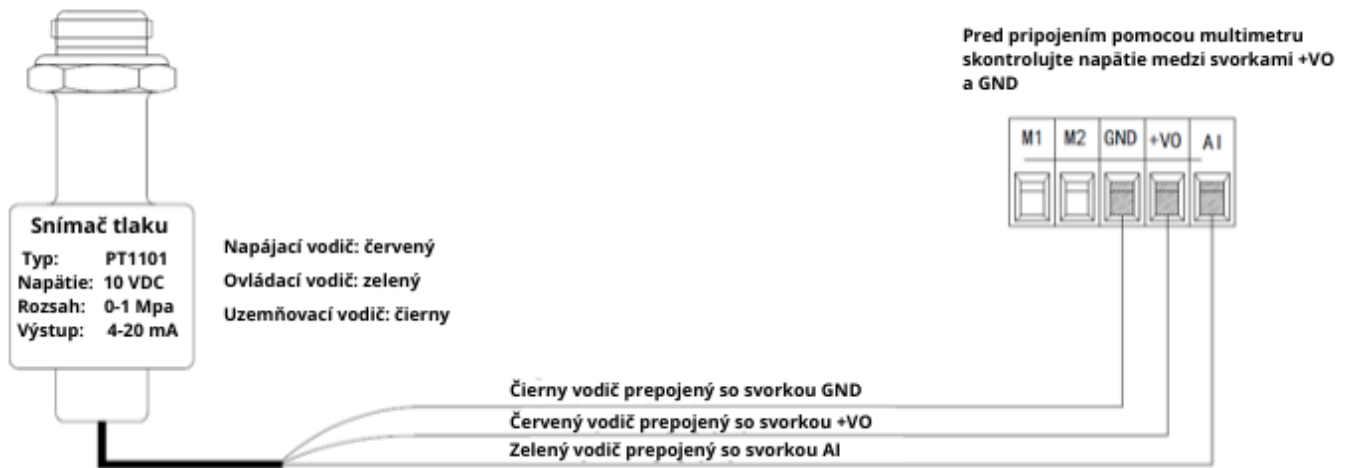 Pred pripojením pomocou multimetru
skontrolujte napätie medzi svorkami +VO
a GND
M1 M2 GND +VO AI
Snímač tlaku
Typ: PT1101
Napätie: 10 VDC
Rozsah: 0-1 Mpa
Výstup: 4-20 mA
Napájací vodič: červený
Ovládací vodič: zelený
Uzemňovací vodič: čierny
Čierny vodič prepojený so svorkou GND
Červený vodič prepojený so svorkou +VO
Zelený vodič prepojený so svorkou AI